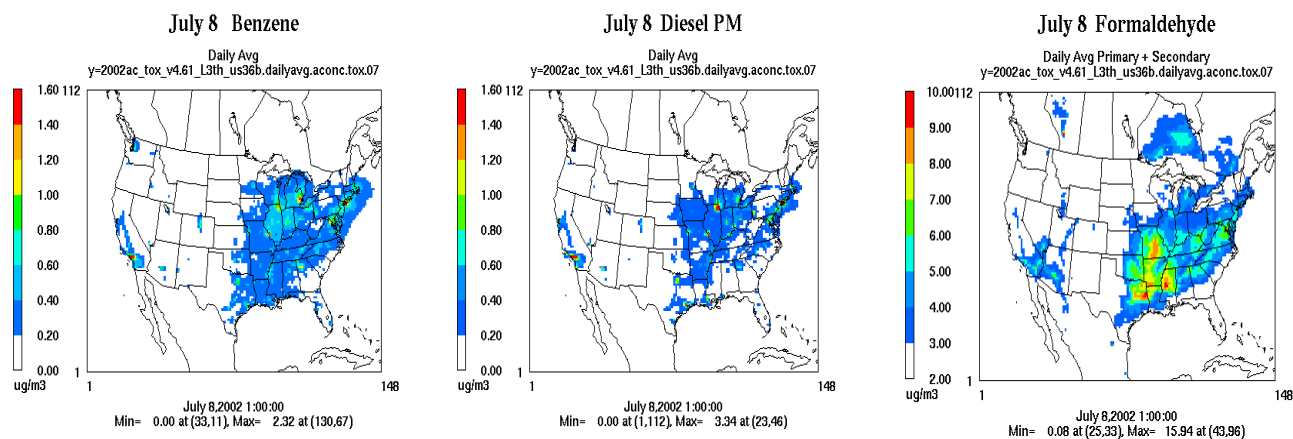 July 8 Benzene
Daily Avg
y=2002ac_tox_v4.61_L3th_us36b.dailyavg.aconc.tox.07
1.60
1.40
1.20
1.00
0.80
0.60
0.40
0.20
0.00
ug/m3
112
1
1
148
July 8,2002 1:00:00
Min= 0.00 at (33,11), Max= 2.32 at (130,67)
July 8 Diesel PM
Daily Avg
y=2002ac_tox_v4.61_L3th_us36b.dailyavg.aconc.tox.07
1.60
1.40
1.20
1.00
0.80
0.60
0.40
0.20
0.00
ug/m3
112
1
1
148
July 8,2002 1:00:00
Min= 0.00 at (1,112), Max= 3.34 at (23,46)
July 8 Formaldehyde
Daily Avg Primary + Secondary
y=2002ac_tox_v4.61_L3th_us36b.dailyavg.aconc.tox.07
10.00
9.00
8.00
7.00
6.00
5.00
4.00
3.00
2.00
ug/m3
112
1
1
148
July 8,2002 1:00:00
Min= 0.08 at (25,33), Max= 15.94 at (43,96)